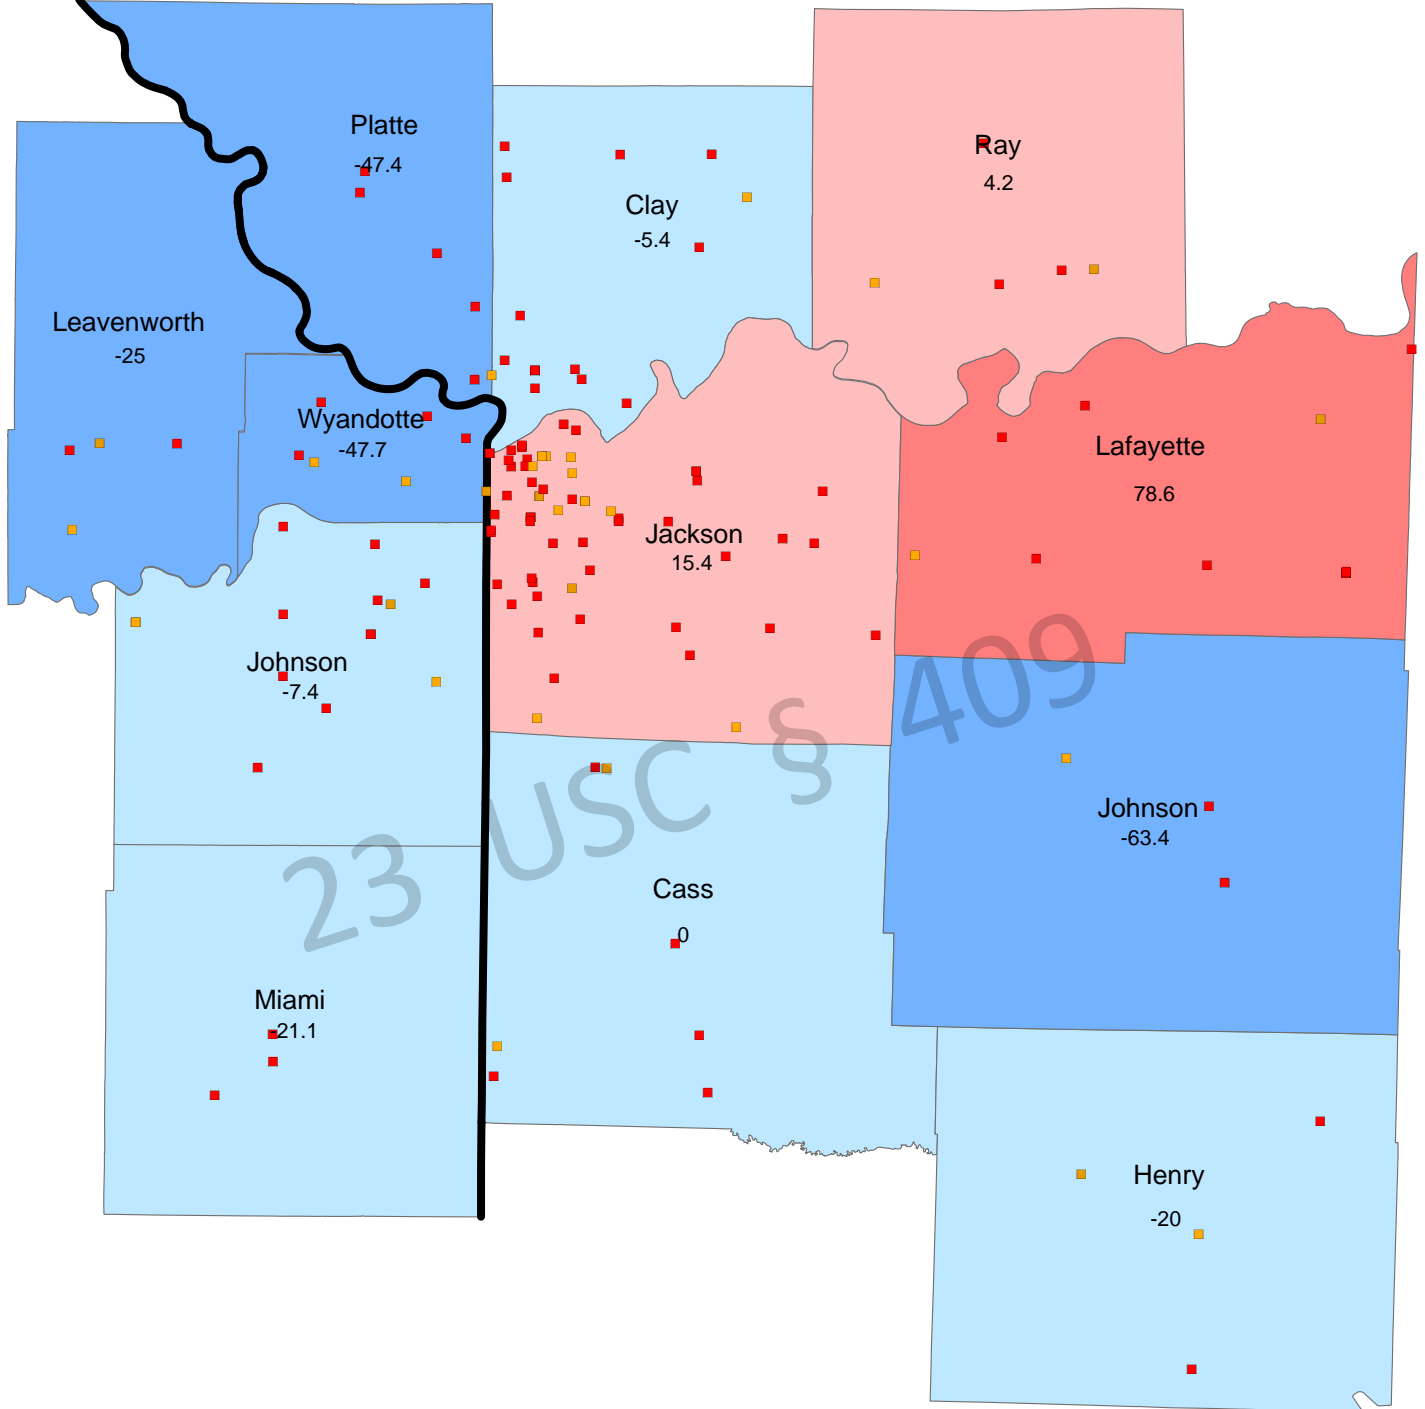 Platte
-47.4
Ray
4.2
Clay
-5.4
Leavenworth
-25
Wyandotte
-47.7
Lafayette
78.6
Jackson
15.4
Johnson
-7.4
Johnson
-63.4
23 USC § 409
Cass
0
Miami
-21.1
Henry
-20